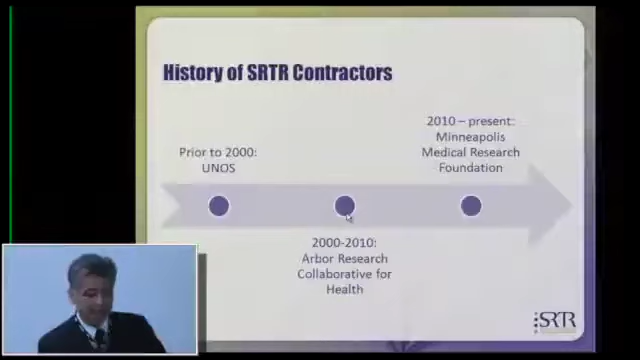 History of SRTR Contractors
Prior to 2000:
UNOS
2000-2010:
Arbor Research
Collaborative for
Health
2010 – present:
Minneapolis
Medical Research
Foundation
SRTR